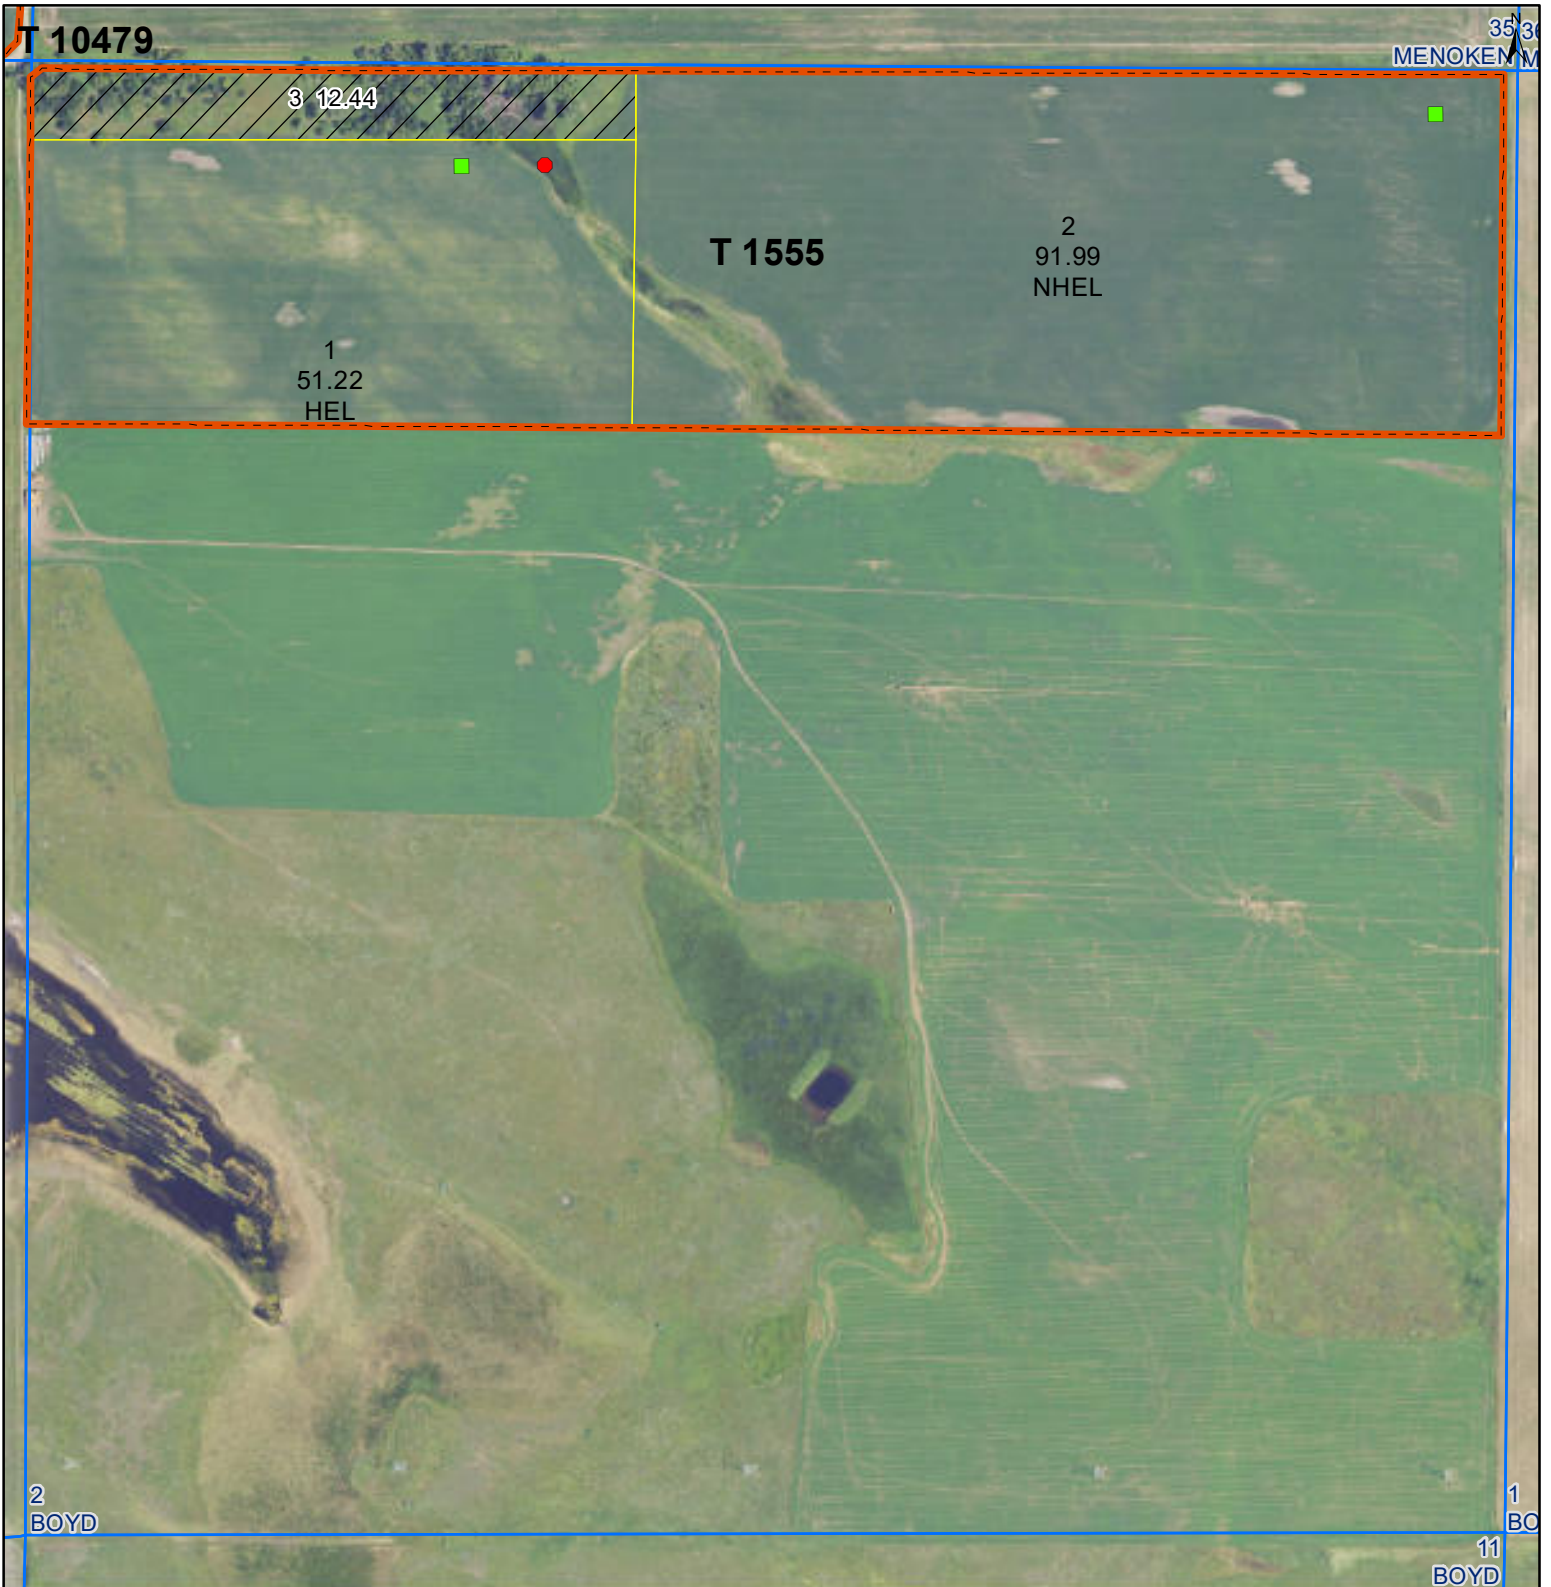 T 10479
35 36
MENOKEN M
N
3 12.44
T 1555
2
91.99
NHEL
1
51.22
HEL
2
BOYD
1
BO
11
BOYD